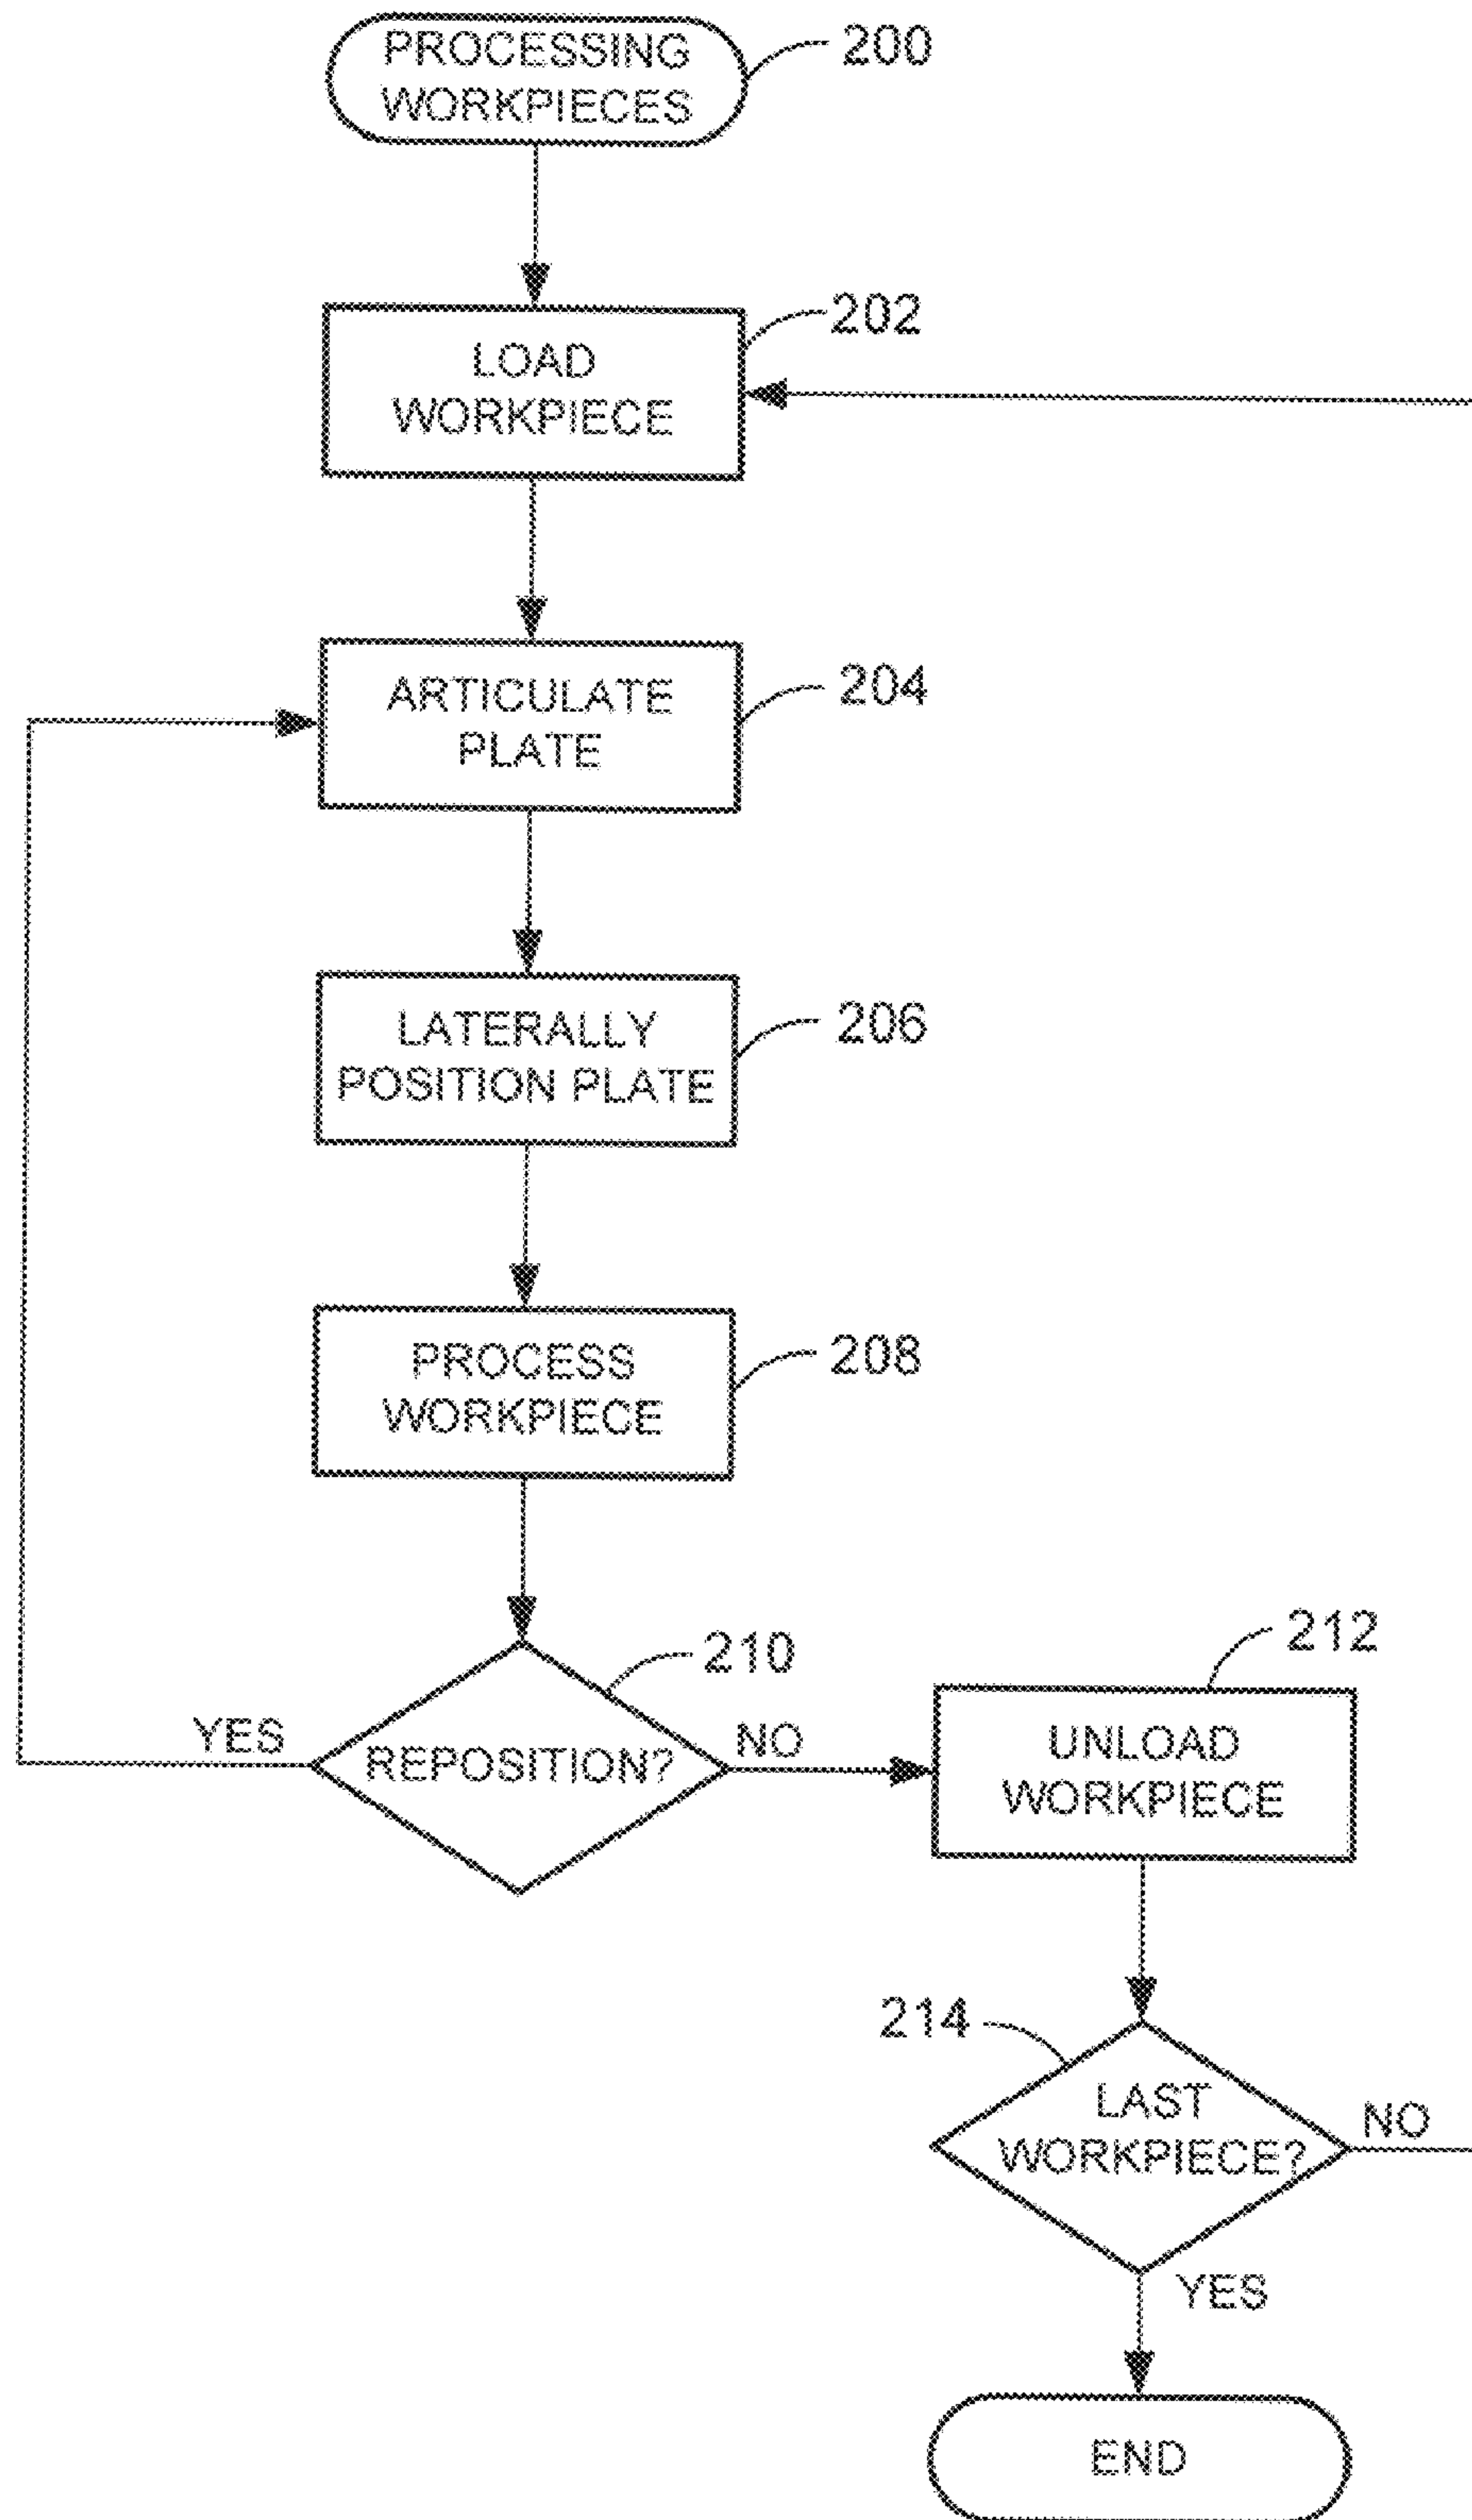 PROCESSING
WORKPIECES
200
LOAD
WORKPIECE
202
ARTICULATE
PLATE
204
LATERALLY
POSITION PLATE
206
PROCESS
WORKPIECE
208
REPOSITION?
210
YES
NO
UNLOAD
WORKPIECE
212
LAST
WORKPIECE?
214
NO
YES
END